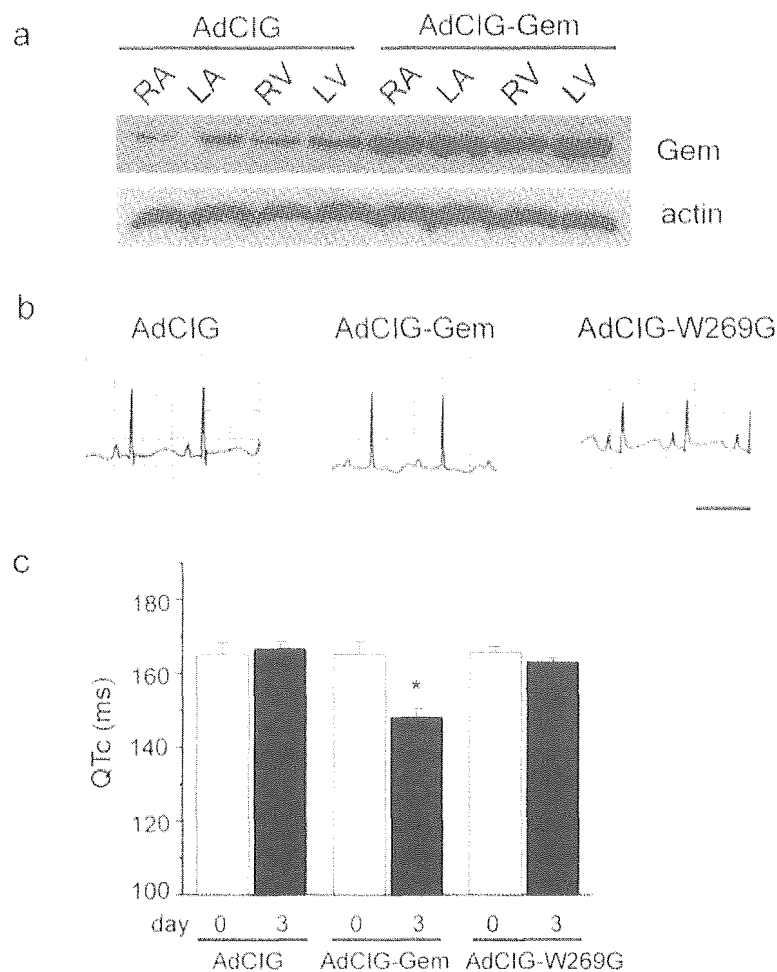 a
AdCIG AdCIG-Gem
RA LA RV LV RA LA RV LV
Gem
actin
b
AdCIG AdCIG-Gem AdCIG-W269G
c
QTc (ms)
180
160
140
120
100
*
day 0 3 0 3 0 3
AdCIG AdCIG-Gem AdCIG-W269G